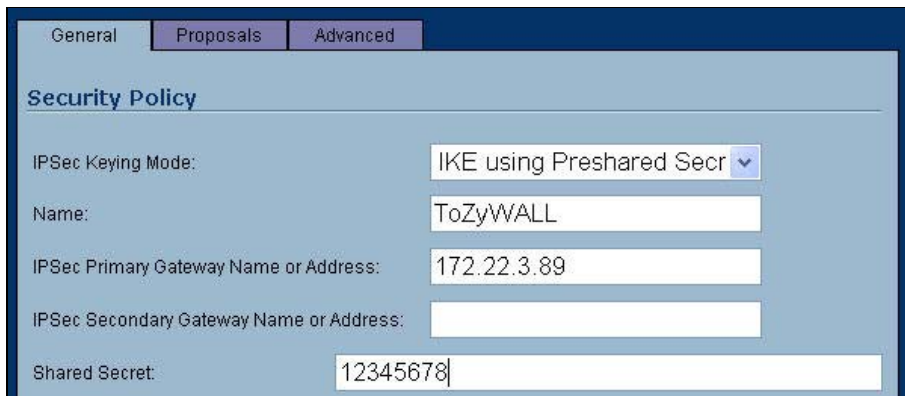 General Proposals Advanced
Security Policy
IPSec Keying Mode: IKE using Preshared Secr
Name: ToZyWALL
IPSec Primary Gateway Name or Address: 172.22.3.89
IPSec Secondary Gateway Name or Address:
Shared Secret: 12345678